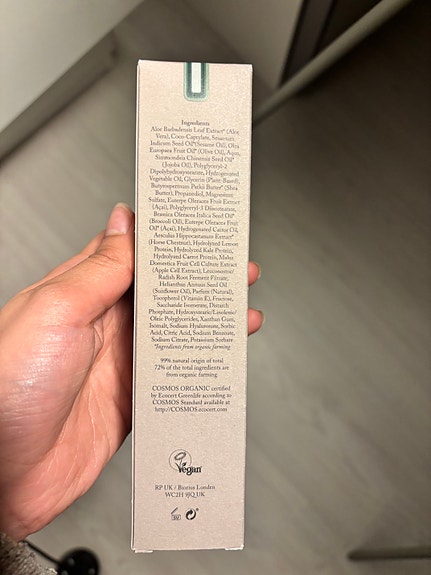 Ingredients
Aloe Barbadensis Leaf Extract* (Aloe
Vera), Coco-Caprylate, Sesamum
Indicum Seed Oil*(Sesame Oil), Olea
Europaea Fruit Oil* (Olive Oil), Aqua,
Simmondsia Chinensis Seed Oil*
(Jojoba Oil), Polyglyceryl-2
Dipolyhydroxystearate, Hydrogenated
Vegetable Oil, Glycerin (Plant-Based),
Butyrospermum Parkii Butter* (Shea
Butter), Propanediol, Magnesium
Sulfate, Euterpe Oleracea Fruit Extract
(Açai), Polyglyceryl-3 Diisostearate,
Brassica Oleracea Italica Seed Oil*
(Broccoli Oil), Euterpe Oleracea Fruit
Oil* (Açai), Hydrogenated Castor Oil,
Aesculus Hippocastanum Extract*
(Horse Chestnut), Hydrolyzed Lemon
Protein, Hydrolyzed Kale Protein,
Hydrolyzed Carrot Protein, Malus
Domestica Fruit Cell Culture Extract
(Apple Cell Extract), Leuconostoc/
Radish Root Ferment Filtrate,
Helianthus Annuus Seed Oil
(Sunflower Oil), Parfum (Natural),
Tocopherol (Vitamin E), Fructose,
Saccharide Isomerate, Distarch
Phosphate, Hydroxystearic/Linolenic/
Oleic Polyglycerides, Xanthan Gum,
Isomalt, Sodium Hyaluronate, Sorbic
Acid, Citric Acid, Sodium Benzoate,
Sodium Citrate, Potassium Sorbate.
*Ingredients from organic farming
99% natural origin of total
72% of the total ingredients are
from organic farming
COSMOS ORGANIC certified
by Ecocert Greenlife according to
COSMOS Standard available at
http://COSMOS.ecocert.com
Vegan
RP UK / Bizrius London
WC2H 9JQ UK